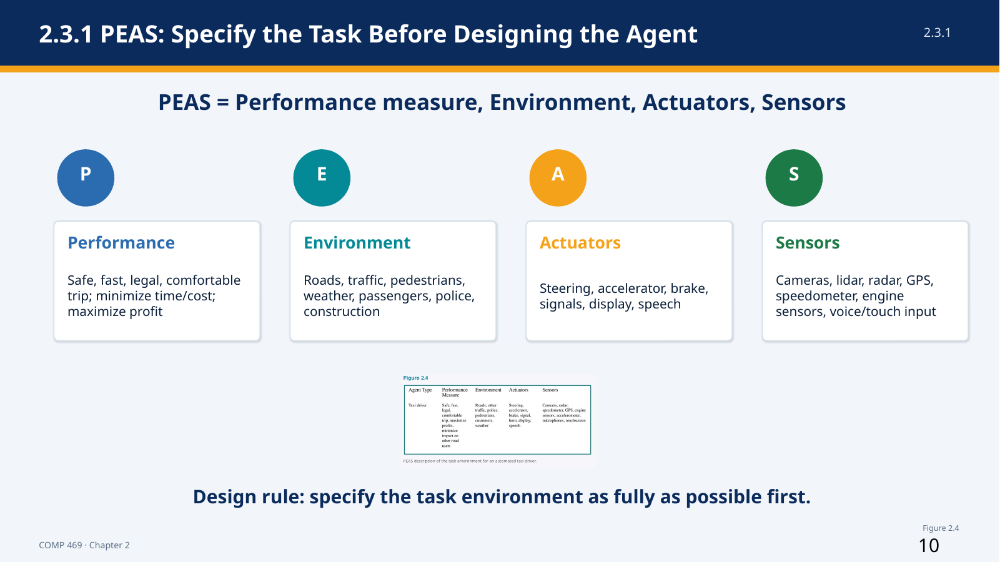 2.3.1 PEAS: Specify the Task Before Designing the Agent
2.3.1
PEAS = Performance measure, Environment, Actuators, Sensors
P
E
A
S
Performance
Safe, fast, legal, comfortable
trip; minimize time/cost;
maximize profit
Environment
Roads, traffic, pedestrians,
weather, passengers, police,
construction
Actuators
Steering, accelerator, brake,
signals, display, speech
Sensors
Cameras, lidar, radar, GPS,
speedometer, engine
sensors, voice/touch input
Figure 2.4
Agent Type
Performance
Measure
Environment
Actuators
Sensors
Taxi driver
Safe, fast,
legal,
comfortable
trip, maximize
profits,
minimize
impact on
other road
users
Roads, other
traffic, police,
pedestrians,
customers,
weather
Steering,
accelerator,
brake, signal,
horn, display,
speech
Cameras, radar,
speedometer, GPS, engine
sensors, accelerometer,
microphones, touchscreen
PEAS description of the task environment for an automated taxi driver.
Design rule: specify the task environment as fully as possible first.
Figure 2.4
COMP 469 · Chapter 2
10